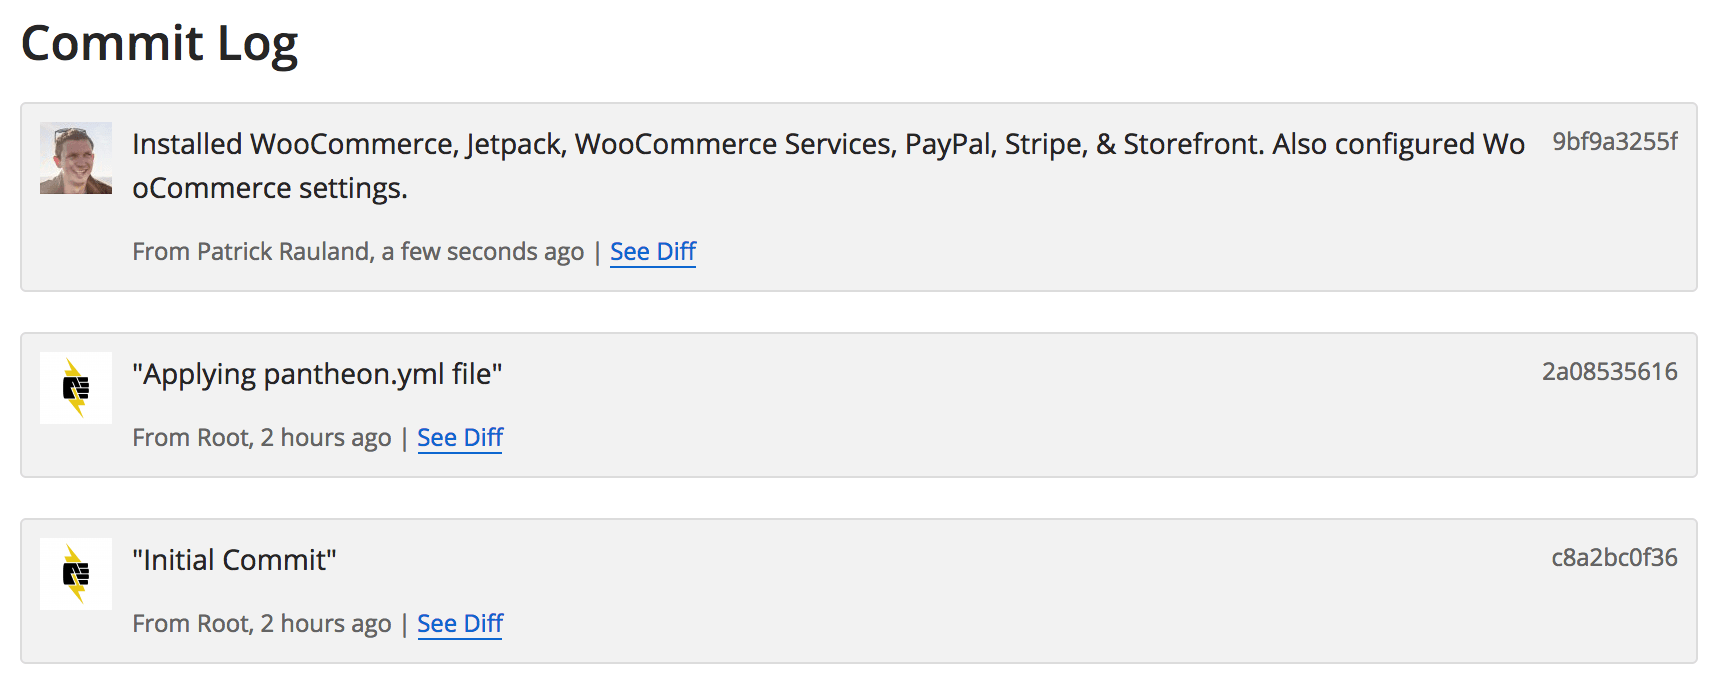 Commit Log
Installed WooCommerce, Jetpack, WooCommerce Services, PayPal, Stripe, & Storefront. Also configured Wo
9bf9a3255f
oCommerce settings.
From Patrick Rauland, a few seconds ago | See Diff
"Applying pantheon.yml file"
2a08535616
From Root, 2 hours ago | See Diff
"Initial Commit"
c8a2bc0f36
From Root, 2 hours ago | See Diff